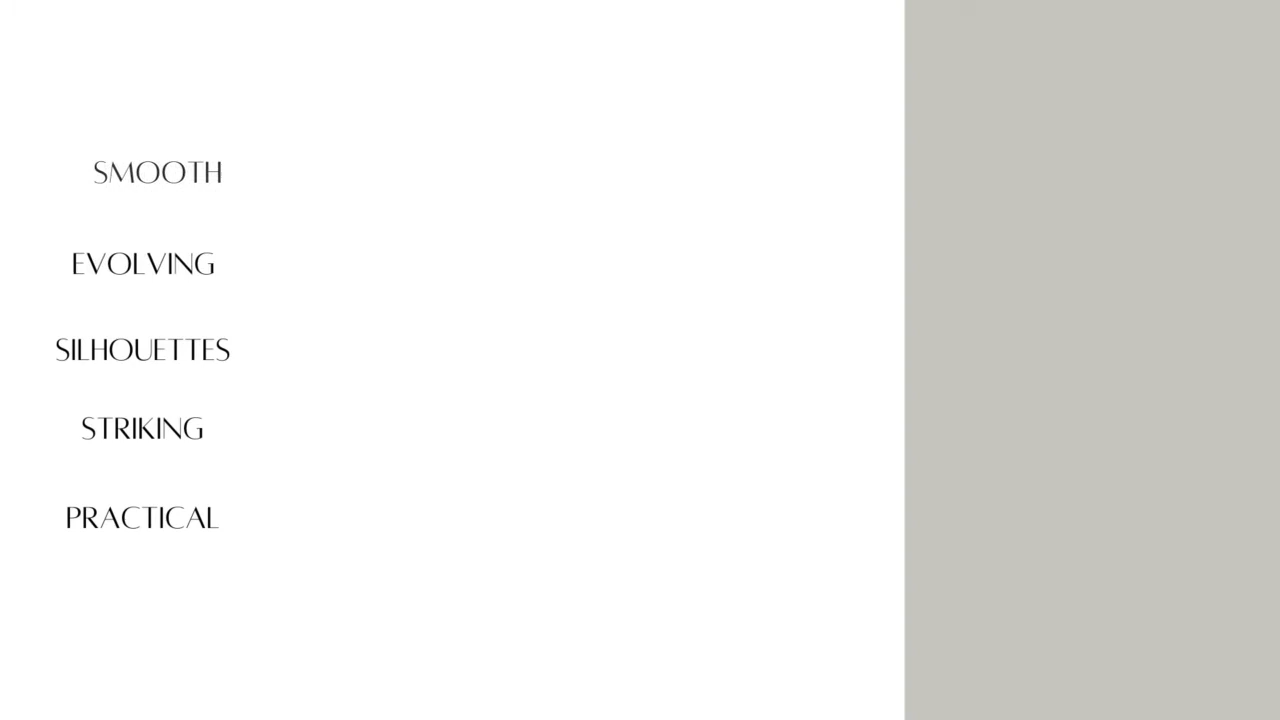 SMOOTH
EVOLVING
SILHOUETTES
STRIKING
PRACTICAL